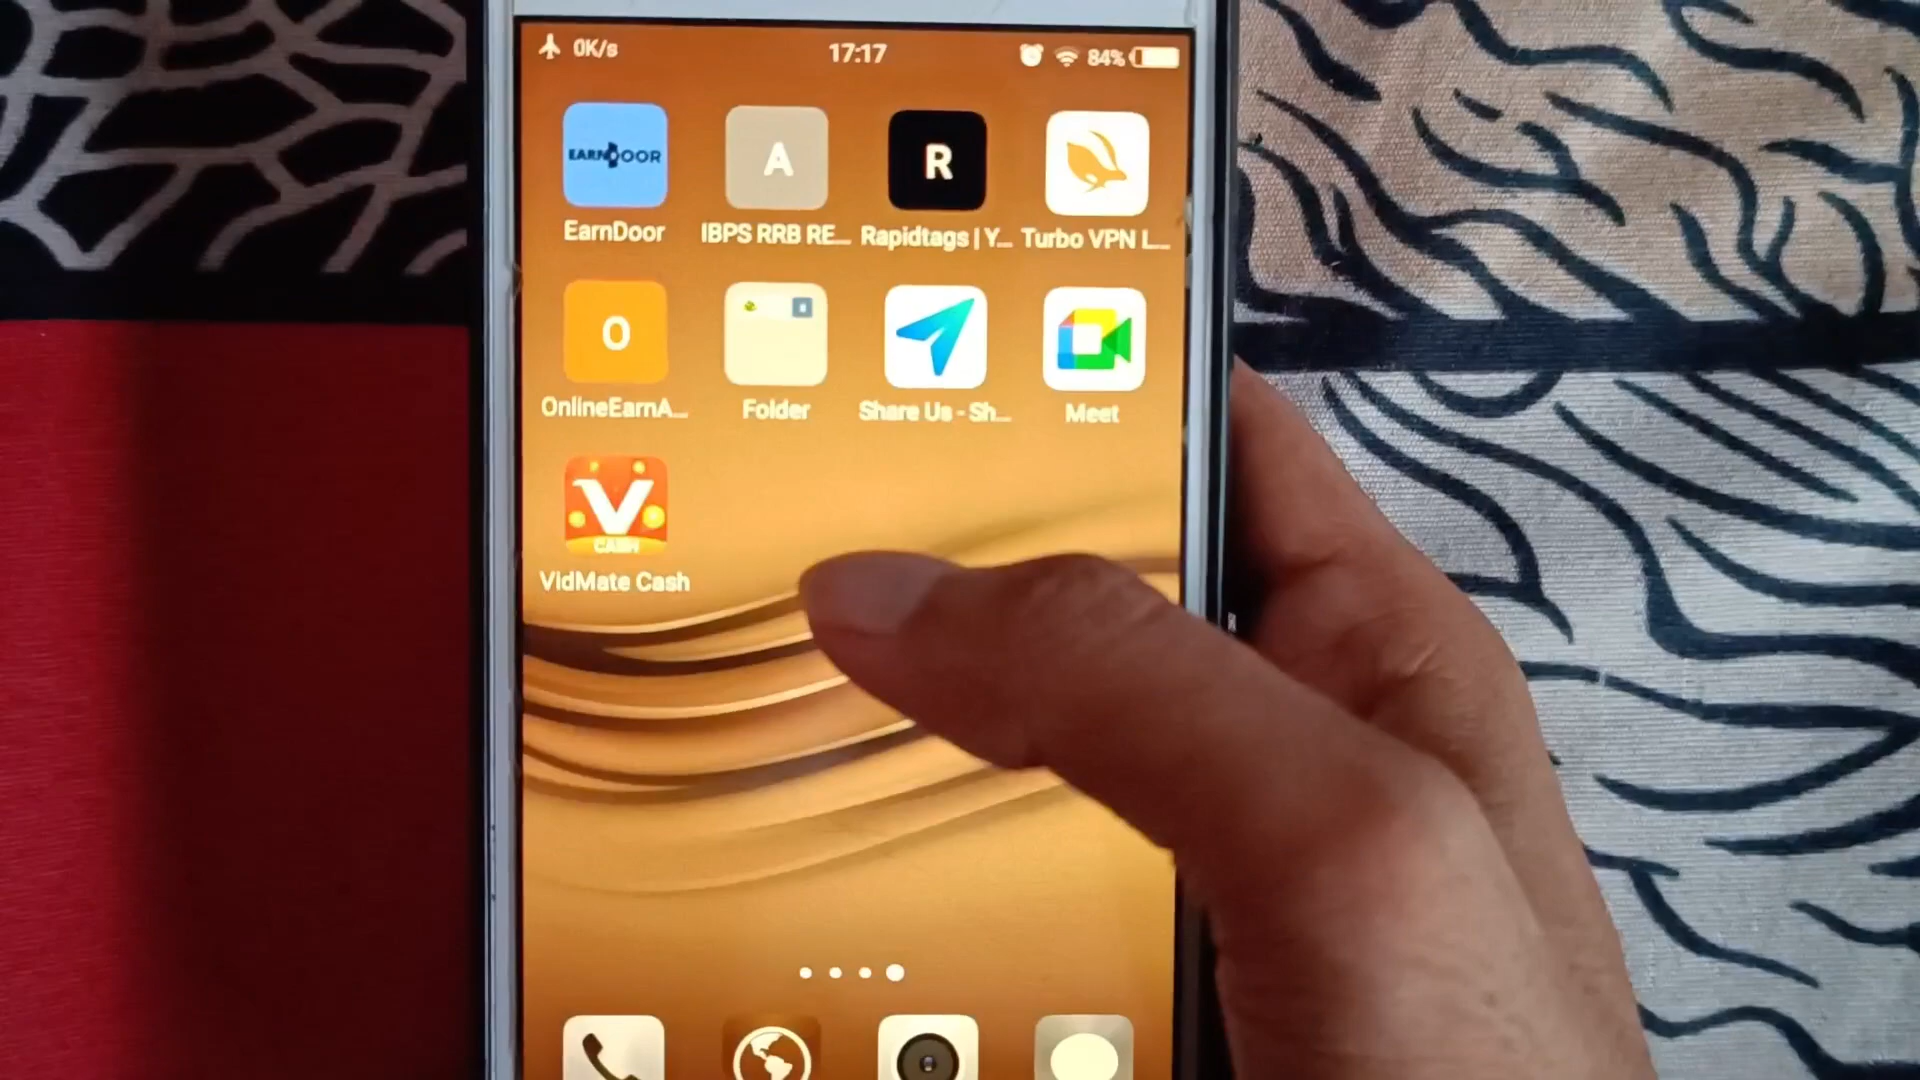 0K/s 17:17 84%
EARNDOOR A R
EarnDoor IBPS RRB RE... Rapidtags | Y... Turbo VPN L...
O
OnlineEarnA... Folder Share Us - Sh... Meet
V
CASH
VidMate Cash